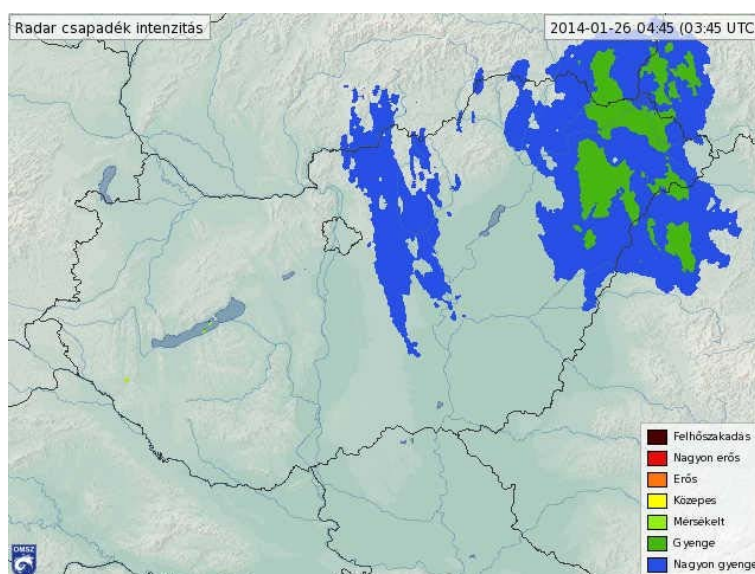 Radar csapadék intenzitás
2014-01-26 04:45 (03:45 UTC
Felhőszakadás
Nagyon erős
Erős
Közepes
Mérsékelt
Gyenge
Nagyon gyenge
OMSZ